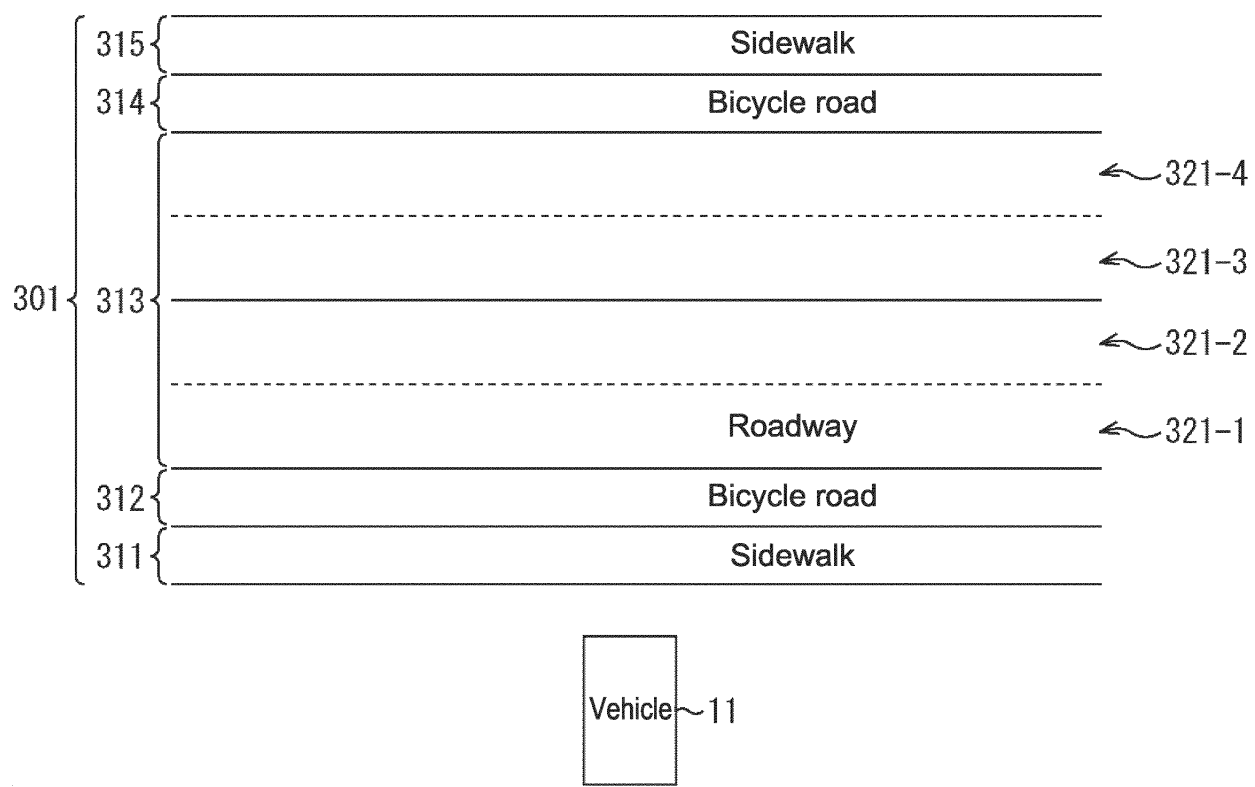 315 Sidewalk
314 Bicycle road
321-4
321-3
301 313
321-2
Roadway 321-1
312 Bicycle road
311 Sidewalk
Vehicle 11